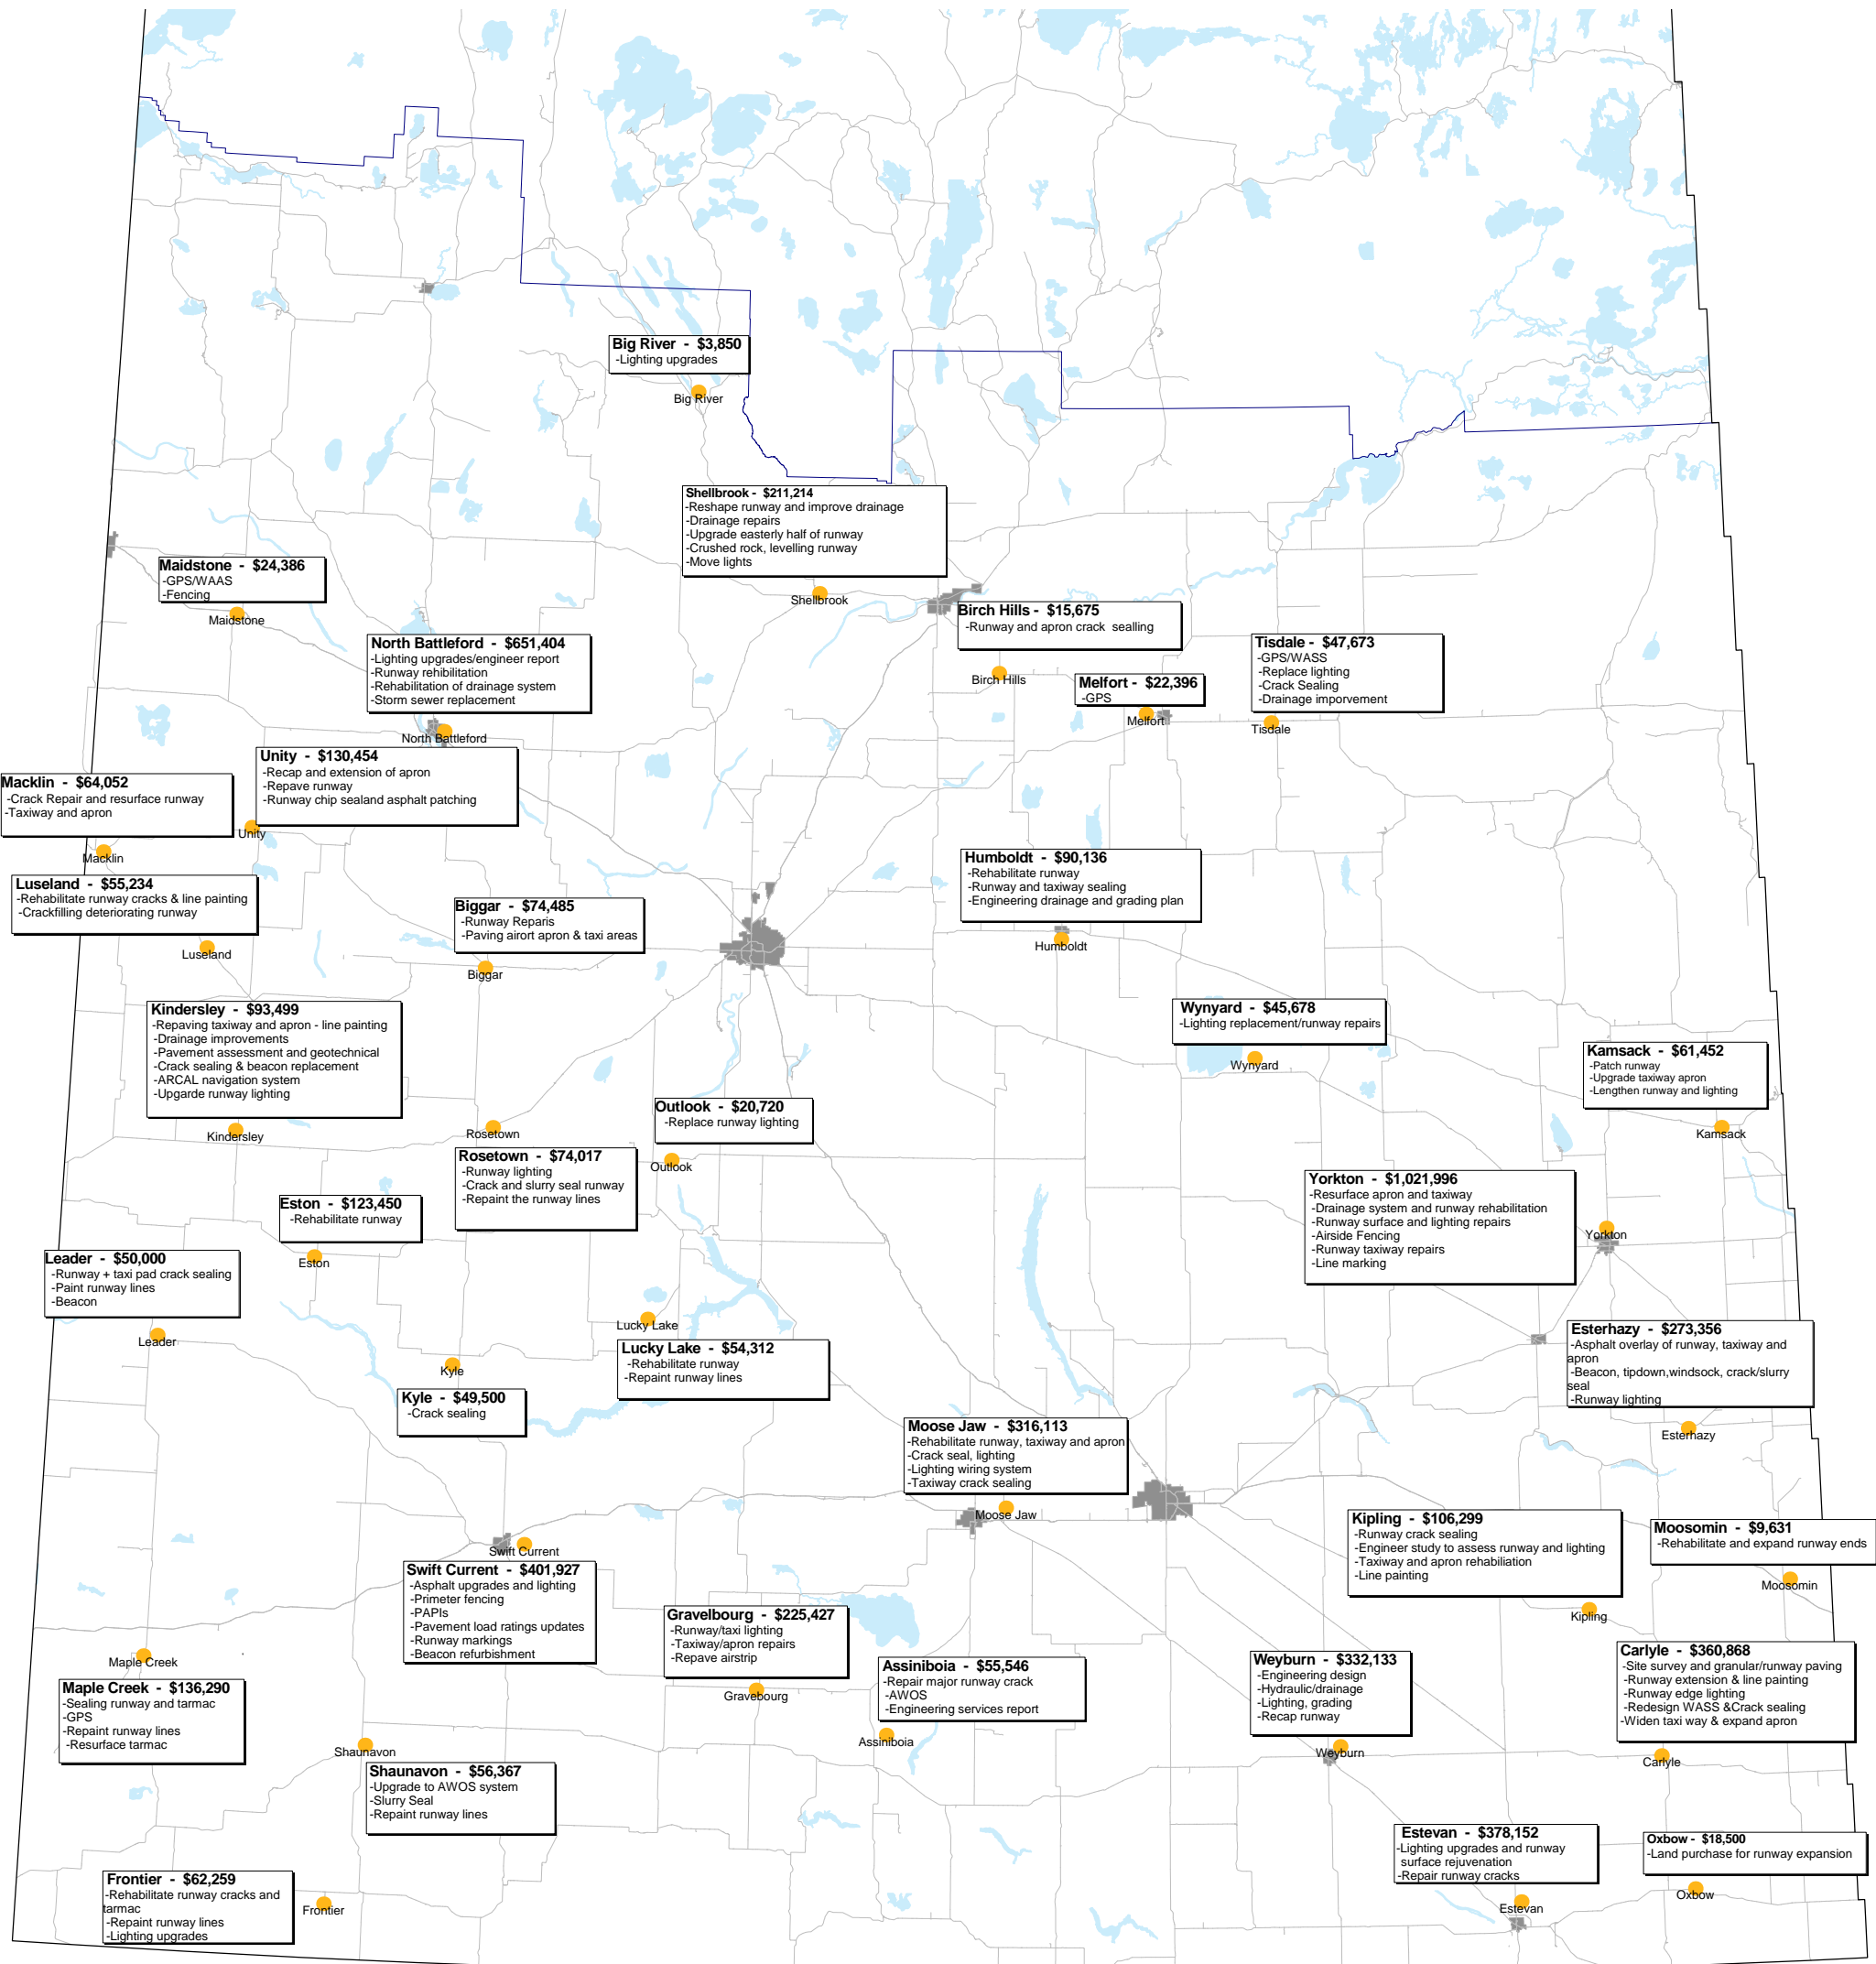 Big River - $3,850
-Lighting upgrades
Big River
Shellbrook - $211,214
-Reshape runway and improve drainage
-Drainage repairs
-Upgrade easterly half of runway
-Crushed rock, levelling runway
-Move lights
Shellbrook
Maidstone - $24,386
-GPS/WAAS
-Fencing
Maidstone
Birch Hills - $15,675
-Runway and apron crack sealling
Birch Hills
North Battleford - $651,404
-Lighting upgrades/engineer report
-Runway rehibilitation
-Rehabilitation of drainage system
-Storm sewer replacement
North Battleford
Melfort - $22,396
-GPS
Melfort
Tisdale - $47,673
-GPS/WASS
-Replace lighting
-Crack Sealing
-Drainage imporvement
Tisdale
Unity - $130,454
-Recap and extension of apron
-Repave runway
-Runway chip sealand asphalt patching
Unity
Macklin - $64,052
-Crack Repair and resurface runway
-Taxiway and apron
Macklin
Luseland - $55,234
-Rehabilitate runway cracks & line painting
-Crackfilling deteriorating runway
Luseland
Biggar - $74,485
-Runway Reparis
-Paving airort apron & taxi areas
Biggar
Humboldt - $90,136
-Rehabilitate runway
-Runway and taxiway sealing
-Engineering drainage and grading plan
Humboldt
Kindersley - $93,499
-Repaving taxiway and apron - line painting
-Drainage improvements
-Pavement assessment and geotechnical
-Crack sealing & beacon replacement
-ARCAL navigation system
-Upgarde runway lighting
Kindersley
Wynyard - $45,678
-Lighting replacement/runway repairs
Wynyard
Kamsack - $61,452
-Patch runway
-Upgrade taxiway apron
-Lengthen runway and lighting
Kamsack
Outlook - $20,720
-Replace runway lighting
Outlook
Rosetown
Rosetown - $74,017
-Runway lighting
-Crack and slurry seal runway
-Repaint the runway lines
Yorkton - $1,021,996
-Resurface apron and taxiway
-Drainage system and runway rehabilitation
-Runway surface and lighting repairs
-Airside Fencing
-Runway taxiway repairs
-Line marking
Yorkton
Eston - $123,450
-Rehabilitate runway
Eston
Leader - $50,000
-Runway + taxi pad crack sealing
-Paint runway lines
-Beacon
Leader
Lucky Lake
Lucky Lake - $54,312
-Rehabilitate runway
-Repaint runway lines
Kyle
Kyle - $49,500
-Crack sealing
Esterhazy - $273,356
-Asphalt overlay of runway, taxiway and
apron
-Beacon, tipdown,windsock, crack/slurry
seal
-Runway lighting
Esterhazy
Moose Jaw - $316,113
-Rehabilitate runway, taxiway and apron
-Crack seal, lighting
-Lighting wiring system
-Taxiway crack sealing
Moose Jaw
Kipling - $106,299
-Runway crack sealing
-Engineer study to assess runway and lighting
-Taxiway and apron rehabiliation
-Line painting
Kipling
Moosomin - $9,631
-Rehabilitate and expand runway ends
Moosomin
Swift Current
Swift Current - $401,927
-Asphalt upgrades and lighting
-Primeter fencing
-PAPIs
-Pavement load ratings updates
-Runway markings
-Beacon refurbishment
Gravelbourg - $225,427
-Runway/taxi lighting
-Taxiway/apron repairs
-Repave airstrip
Gravebourg
Assiniboia - $55,546
-Repair major runway crack
-AWOS
-Engineering services report
Assiniboia
Weyburn - $332,133
-Engineering design
-Hydraulic/drainage
-Lighting, grading
-Recap runway
Weyburn
Carlyle - $360,868
-Site survey and granular/runway paving
-Runway extension & line painting
-Runway edge lighting
-Redesign WASS &Crack sealing
-Widen taxi way & expand apron
Carlyle
Maple Creek
Maple Creek - $136,290
-Sealing runway and tarmac
-GPS
-Repaint runway lines
-Resurface tarmac
Shaunavon
Shaunavon - $56,367
-Upgrade to AWOS system
-Slurry Seal
-Repaint runway lines
Estevan - $378,152
-Lighting upgrades and runway
surface rejuvenation
-Repair runway cracks
Estevan
Oxbow - $18,500
-Land purchase for runway expansion
Oxbow
Frontier - $62,259
-Rehabilitate runway cracks and
tarmac
-Repaint runway lines
-Lighting upgrades
Frontier